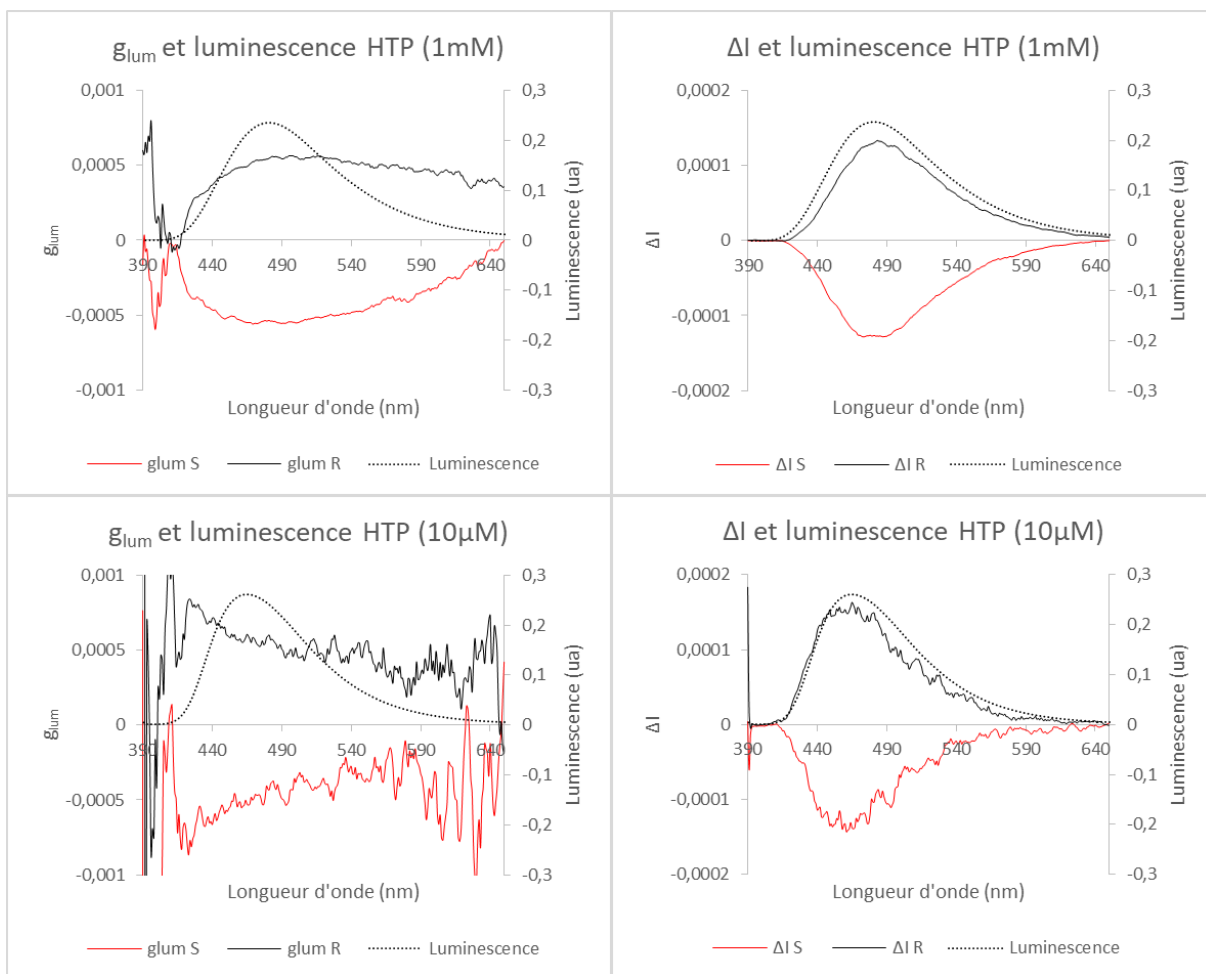 g_lum et luminescence HTP (1mM)
0,001
0,0005
0
-0,0005
-0,001
g_lum
390 440 490 540 590 640
0,3
0,2
0,1
0
-0,1
-0,2
-0,3
Luminescence (ua)
Longueur d'onde (nm)
glum S glum R Luminescence
ΔI et luminescence HTP (1mM)
0,0002
0,0001
0
-0,0001
-0,0002
ΔI
390 440 490 540 590 640
0,3
0,2
0,1
0
-0,1
-0,2
-0,3
Luminescence (ua)
Longueur d'onde (nm)
ΔI S ΔI R Luminescence
g_lum et luminescence HTP (10µM)
0,001
0,0005
0
-0,0005
-0,001
g_lum
390 440 490 540 590 640
0,3
0,2
0,1
0
-0,1
-0,2
-0,3
Luminescence (ua)
Longueur d'onde (nm)
glum S glum R Luminescence
ΔI et luminescence HTP (10µM)
0,0002
0,0001
0
-0,0001
-0,0002
ΔI
390 440 490 540 590 640
0,3
0,2
0,1
0
-0,1
-0,2
-0,3
Luminescence (ua)
Longueur d'onde (nm)
ΔI S ΔI R Luminescence